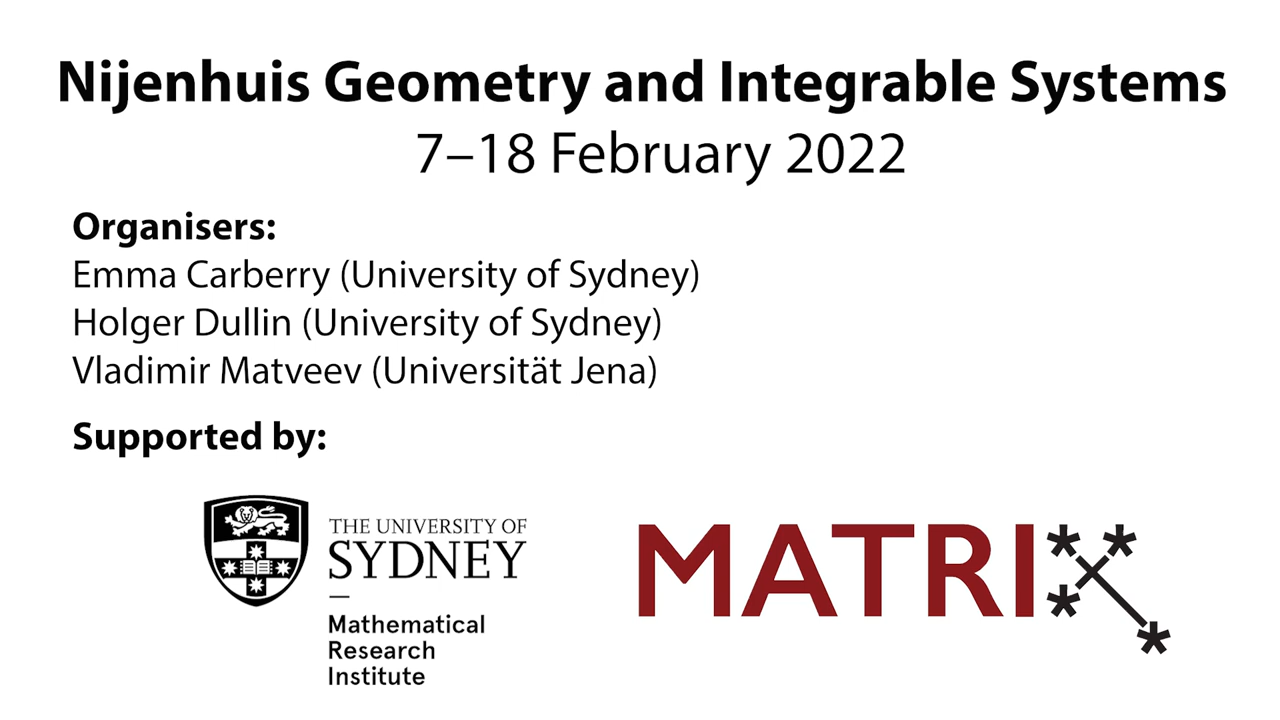 Nijenhuis Geometry and Integrable Systems
7–18 February 2022
Organisers:
Emma Carberry (University of Sydney)
Holger Dullin (University of Sydney)
Vladimir Matveev (Universität Jena)
Supported by:
THE UNIVERSITY OF
SYDNEY
Mathematical
Research
Institute
MATRIX